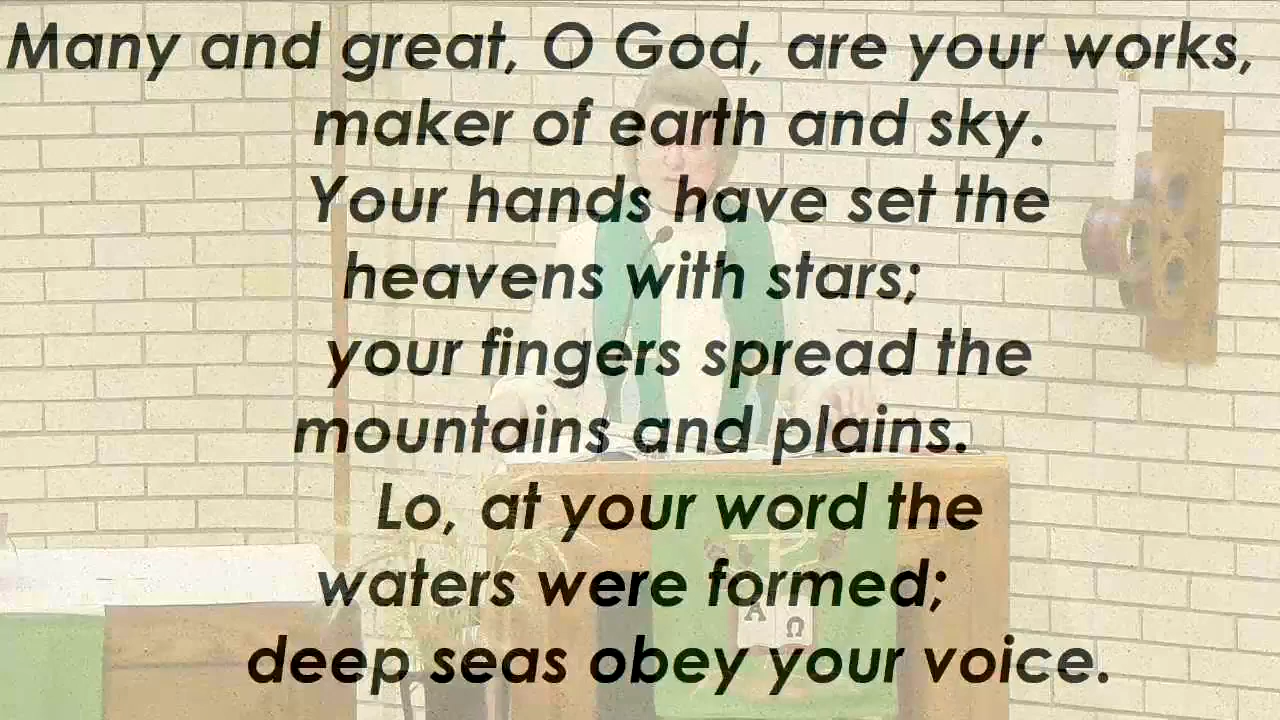 Many and great, O God, are your works,
maker of earth and sky.
Your hands have set the
heavens with stars;
your fingers spread the
mountains and plains.
Lo, at your word the
waters were formed;
deep seas obey your voice.
Α Ω